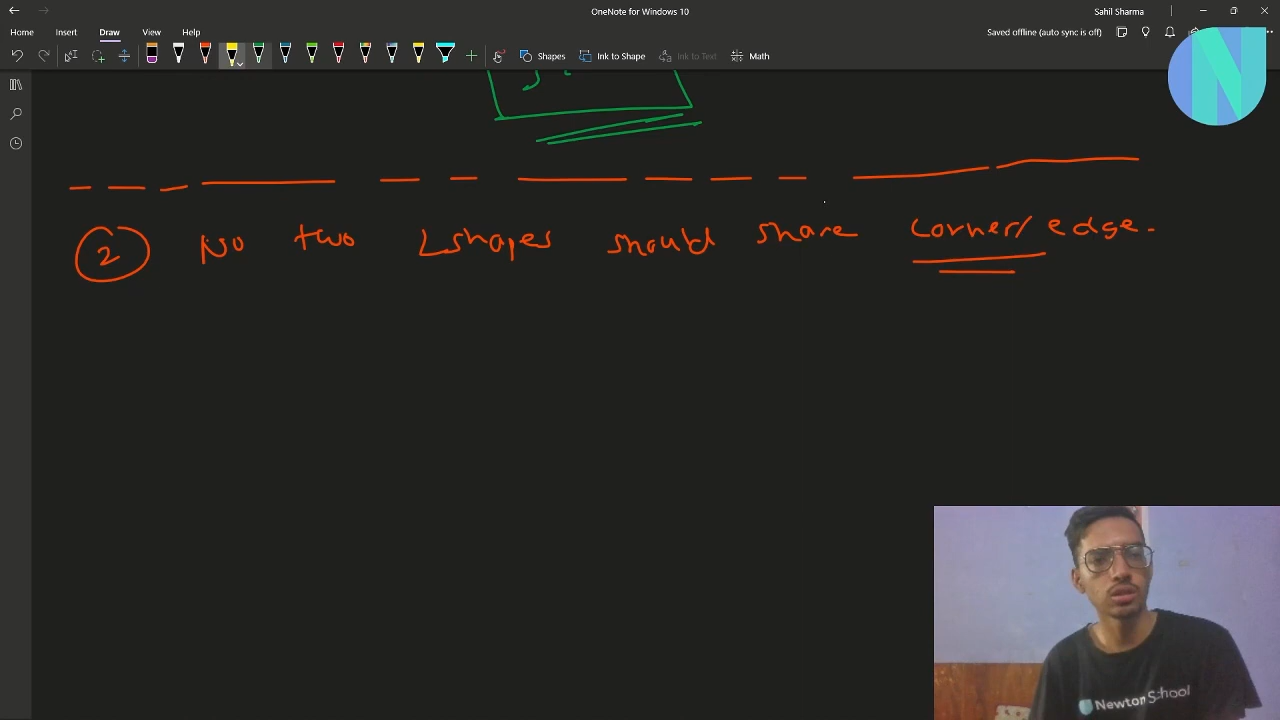 OneNote for Windows 10
Sahil Sharma
Home Insert Draw View Help
Saved offline (auto sync is off)
Shapes Ink to Shape Ink to Text Math
2 No two Lshapes should share corner/edge.
Newton School